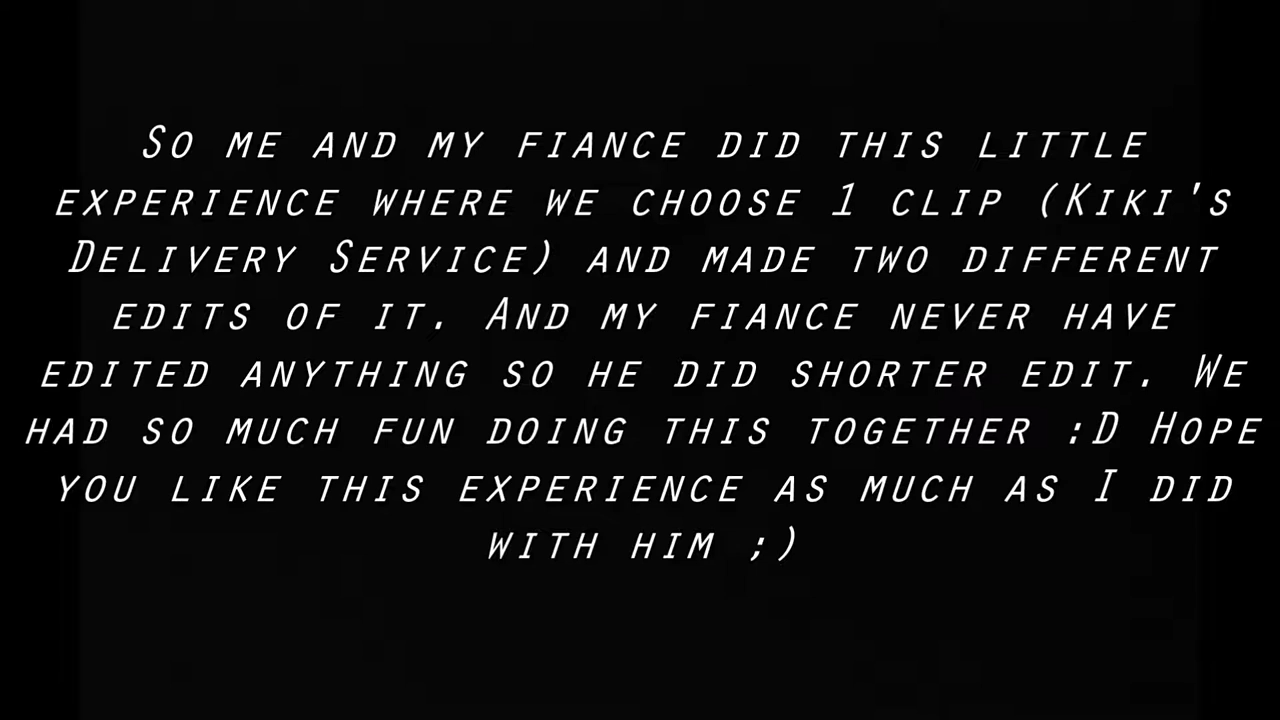 So me and my fiance did this little
experience where we choose 1 clip (Kiki's
Delivery Service) and made two different
edits of it. And my fiance never have
edited anything so he did shorter edit. We
had so much fun doing this together :D Hope
you like this experience as much as I did
with him ;)